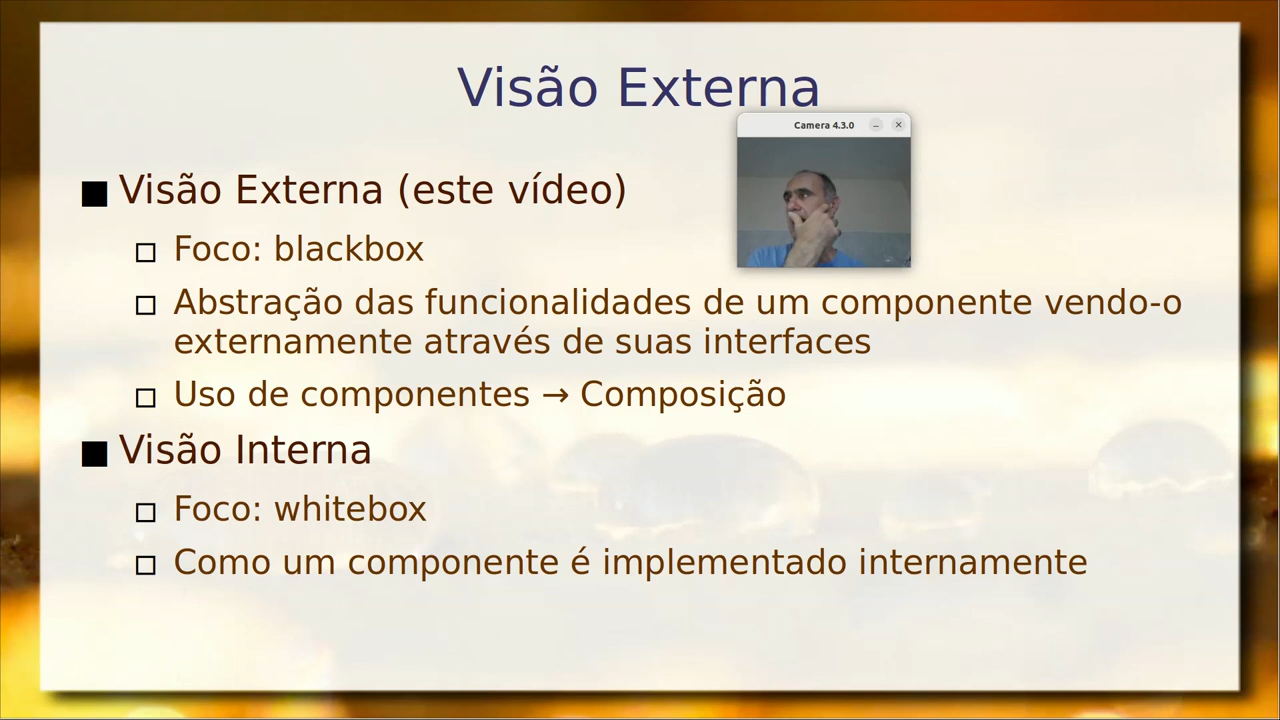 Visão Externa
Camera 4.3.0
Visão Externa (este vídeo)
Foco: blackbox
Abstração das funcionalidades de um componente vendo-o
externamente através de suas interfaces
Uso de componentes → Composição
Visão Interna
Foco: whitebox
Como um componente é implementado internamente